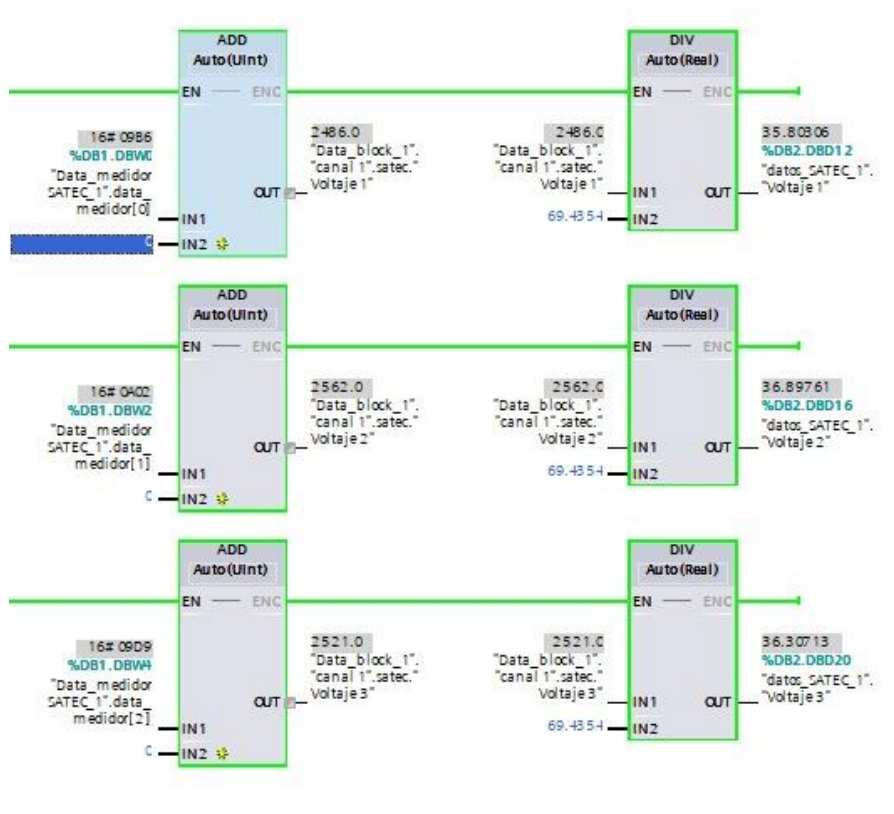 ADD
Auto(UInt)
EN ENO
16# 09B6
%DB1.DBW0
"Data_medidor
SATEC_1".data_
medidor[0]
IN1
0 IN2
OUT
2486.0
"Data_block_1".
"canal 1".satec."
Voltaje 1"
DIV
Auto(Real)
EN ENO
2486.0
"Data_block_1".
"canal 1".satec."
Voltaje 1"
IN1
69.4354 IN2
OUT
35.80306
%DB2.DBD12
"datos_SATEC_1".
"Voltaje 1"
ADD
Auto(UInt)
EN ENO
16# 0A02
%DB1.DBW2
"Data_medidor
SATEC_1".data_
medidor[1]
IN1
0 IN2
OUT
2562.0
"Data_block_1".
"canal 1".satec."
Voltaje 2"
DIV
Auto(Real)
EN ENO
2562.0
"Data_block_1".
"canal 1".satec."
Voltaje 2"
IN1
69.4354 IN2
OUT
36.89761
%DB2.DBD16
"datos_SATEC_1".
"Voltaje 2"
ADD
Auto(UInt)
EN ENO
16# 09D9
%DB1.DBW4
"Data_medidor
SATEC_1".data_
medidor[2]
IN1
0 IN2
OUT
2521.0
"Data_block_1".
"canal 1".satec."
Voltaje 3"
DIV
Auto(Real)
EN ENO
2521.0
"Data_block_1".
"canal 1".satec."
Voltaje 3"
IN1
69.4354 IN2
OUT
36.30713
%DB2.DBD20
"datos_SATEC_1".
"Voltaje 3"